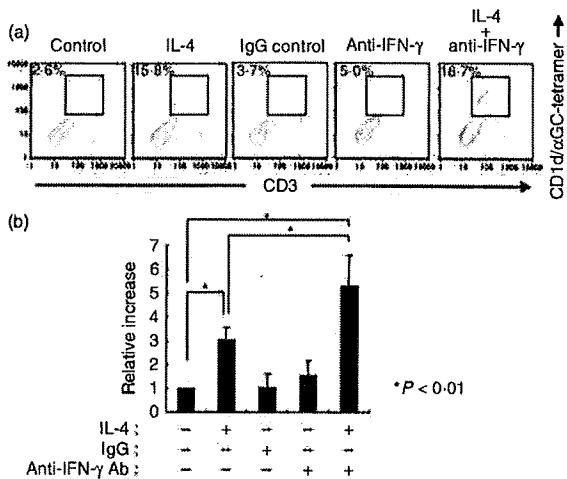 (a)
Control
IL-4
IgG control
Anti-IFN-γ
IL-4
+
anti-IFN-γ
2·6%
15·8%
3·7%
5·0%
16·7%
CD3
CD1d/αGC-tetramer
(b)
Relative increase
7
6
5
4
3
2
1
0
*
*
*
*P < 0·01
IL-4 ; – + – – +
IgG ; – – + – –
Anti-IFN-γ Ab ; – – – + +